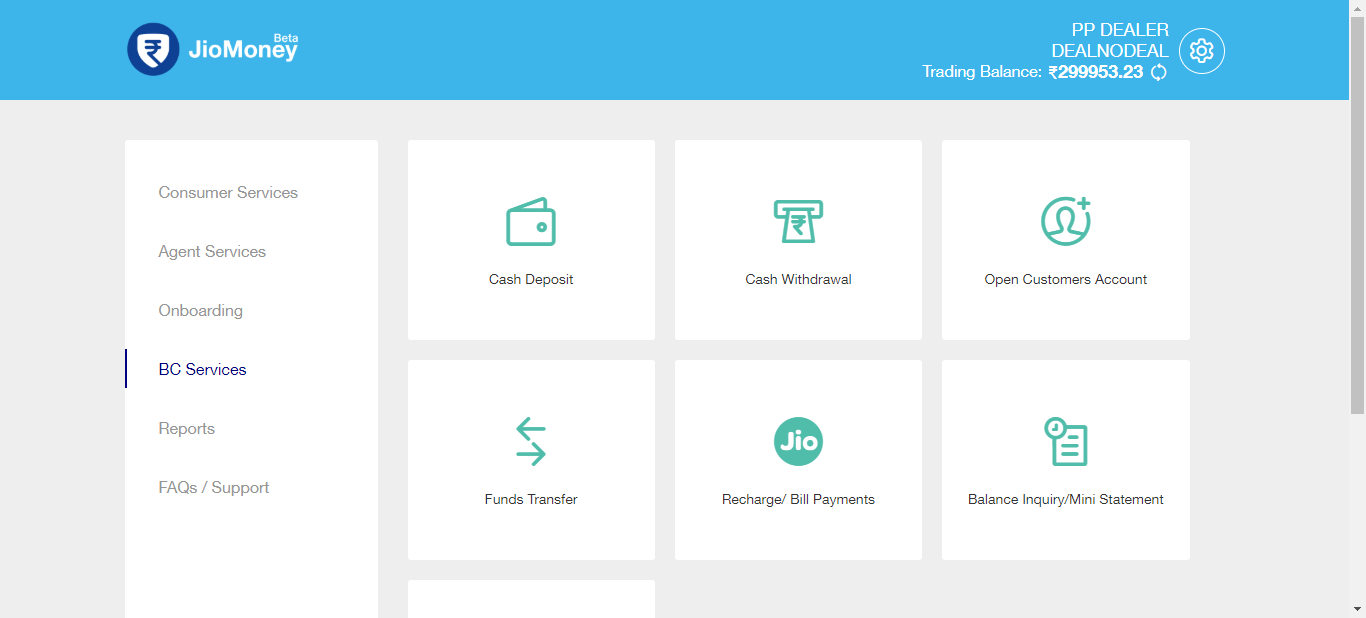 Beta
JioMoney
PP DEALER
DEALNODEAL
Trading Balance: ₹299953.23
Consumer Services
Agent Services
Onboarding
BC Services
Reports
FAQs / Support
Cash Deposit
₹
Cash Withdrawal
Open Customers Account
Funds Transfer
Jio
Recharge/ Bill Payments
Balance Inquiry/Mini Statement